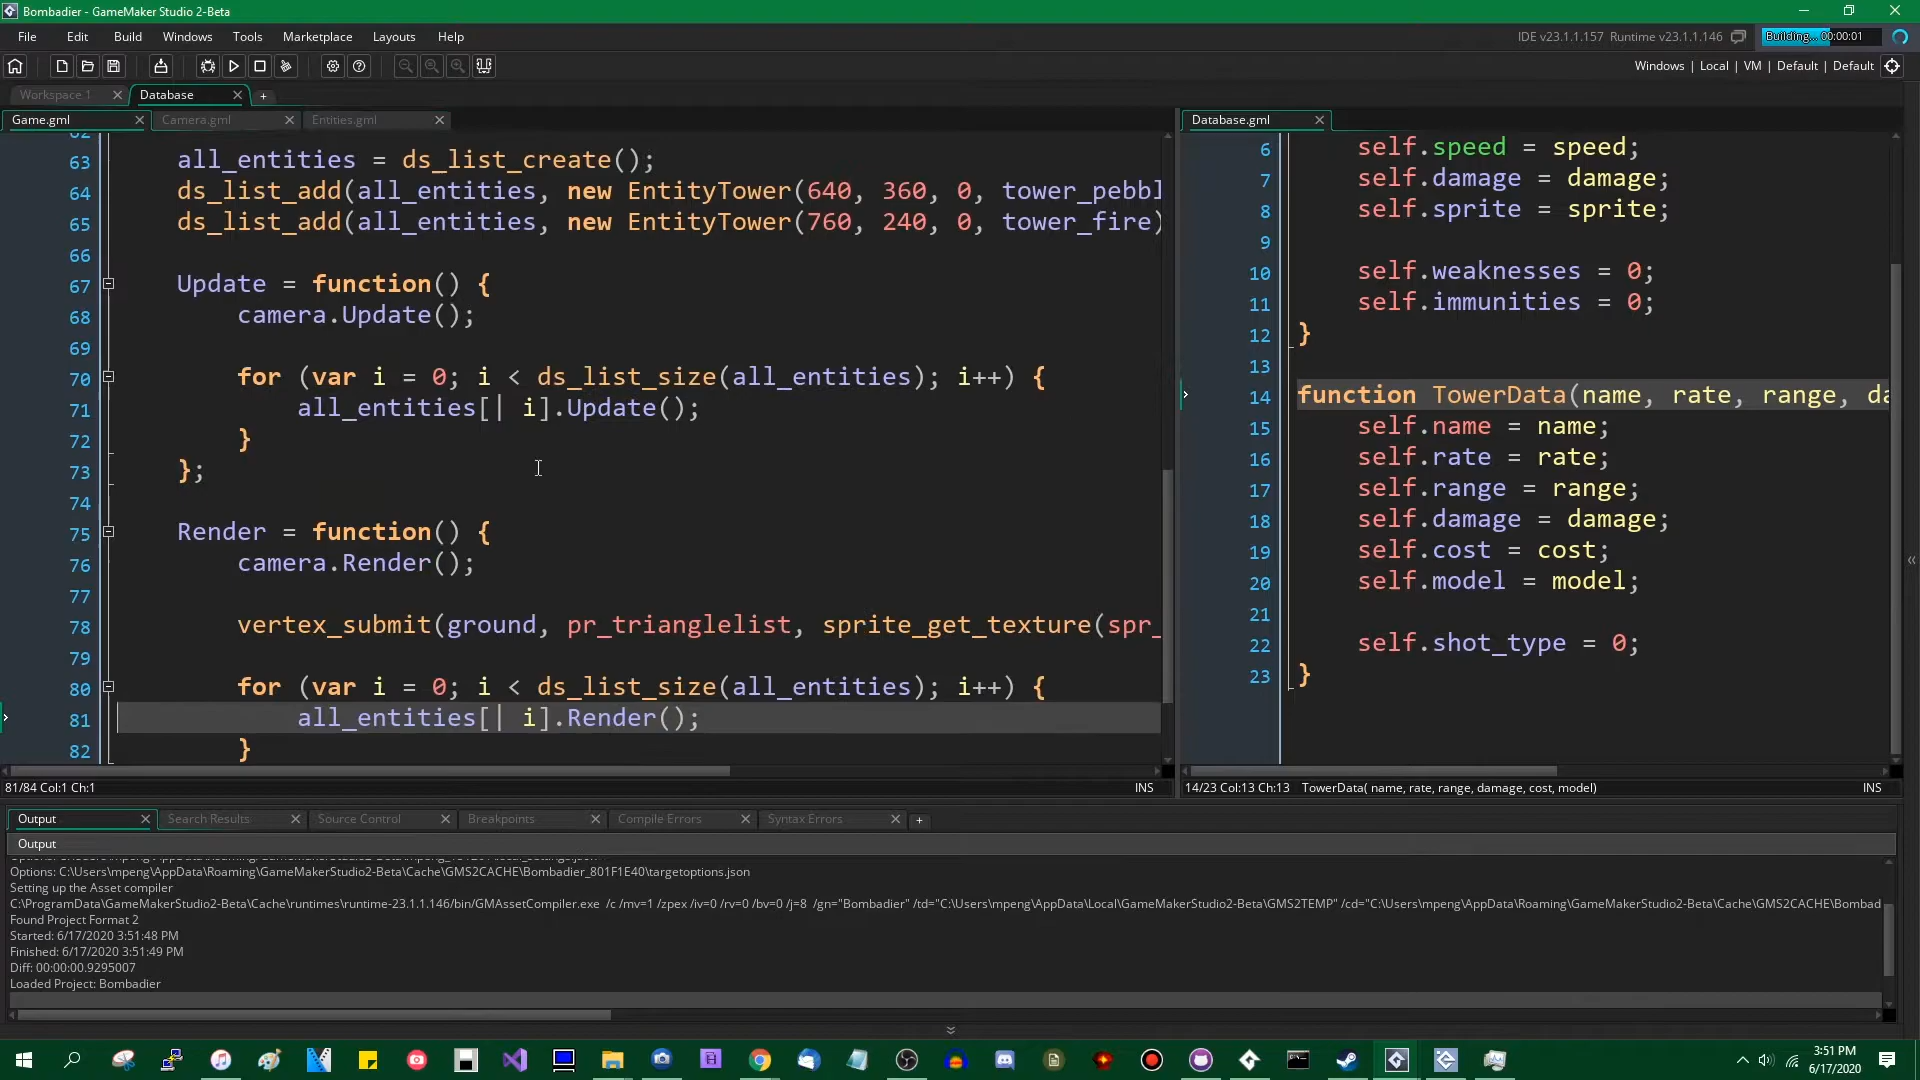 Bombadier - GameMaker Studio 2-Beta
File Edit Build Windows Tools Marketplace Layouts Help
IDE v23.1.1.157 Runtime v23.1.1.146
Building... 00:00:01
Windows | Local | VM | Default | Default
Workspace 1
Database
Game.gml
Camera.gml
Entities.gml
62
63 all_entities = ds_list_create();
64 ds_list_add(all_entities, new EntityTower(640, 360, 0, tower_pebbl
65 ds_list_add(all_entities, new EntityTower(760, 240, 0, tower_fire)
66
67 Update = function() {
68 camera.Update();
69
70 for (var i = 0; i < ds_list_size(all_entities); i++) {
71 all_entities[| i].Update();
72 }
73 };
74
75 Render = function() {
76 camera.Render();
77
78 vertex_submit(ground, pr_trianglelist, sprite_get_texture(spr_
79
80 for (var i = 0; i < ds_list_size(all_entities); i++) {
81 all_entities[| i].Render();
82 }
81/84 Col:1 Ch:1
INS
Database.gml
6 self.speed = speed;
7 self.damage = damage;
8 self.sprite = sprite;
9
10 self.weaknesses = 0;
11 self.immunities = 0;
12 }
13
14 function TowerData(name, rate, range, da
15 self.name = name;
16 self.rate = rate;
17 self.range = range;
18 self.damage = damage;
19 self.cost = cost;
20 self.model = model;
21
22 self.shot_type = 0;
23 }
14/23 Col:13 Ch:13 TowerData( name, rate, range, damage, cost, model)
INS
Output
Search Results
Source Control
Breakpoints
Compile Errors
Syntax Errors
Output
Options: C:\Users\mpeng\AppData\Roaming\GameMakerStudio2-Beta\Cache\GMS2CACHE\Bombadier_801F1E40\targetoptions.json
Setting up the Asset compiler
C:\ProgramData\GameMakerStudio2-Beta\Cache\runtimes\runtime-23.1.1.146/bin/GMAssetCompiler.exe /c /mv=1 /zpex /iv=0 /rv=0 /bv=0 /j=8 /gn="Bombadier" /td="C:\Users\mpeng\AppData\Local\GameMakerStudio2-Beta\GMS2TEMP" /cd="C:\Users\mpeng\AppData\Roaming\GameMakerStudio2-Beta\Cache\GMS2CACHE\Bombad
Found Project Format 2
Started: 6/17/2020 3:51:48 PM
Finished: 6/17/2020 3:51:49 PM
Diff: 00:00:00.9295007
Loaded Project: Bombadier
3:51 PM
6/17/2020